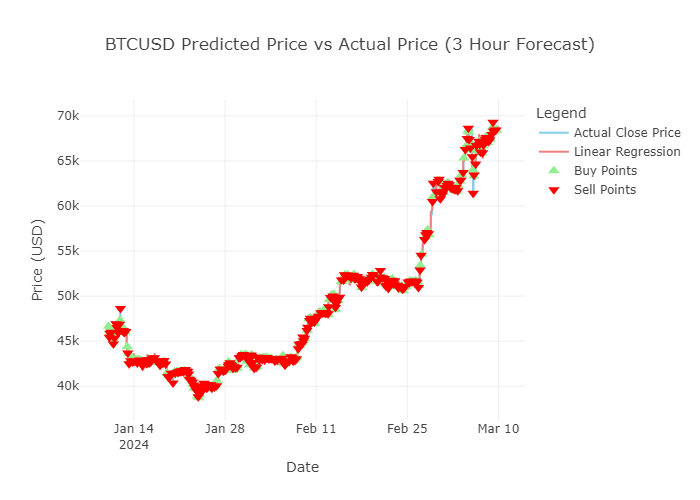 BTCUSD Predicted Price vs Actual Price (3 Hour Forecast)
Legend
Actual Close Price
Linear Regression
Buy Points
Sell Points
Price (USD)
70k
65k
60k
55k
50k
45k
40k
Jan 14
2024
Jan 28
Feb 11
Feb 25
Mar 10
Date